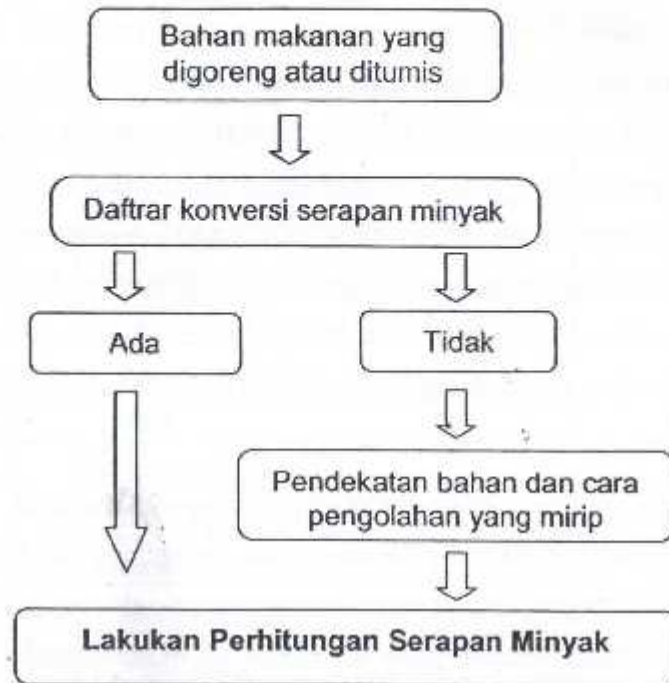 Bahan makanan yang
digoreng atau ditumis
Daftrar konversi serapan minyak
Ada
Tidak
Pendekatan bahan dan cara
pengolahan yang mirip
Lakukan Perhitungan Serapan Minyak